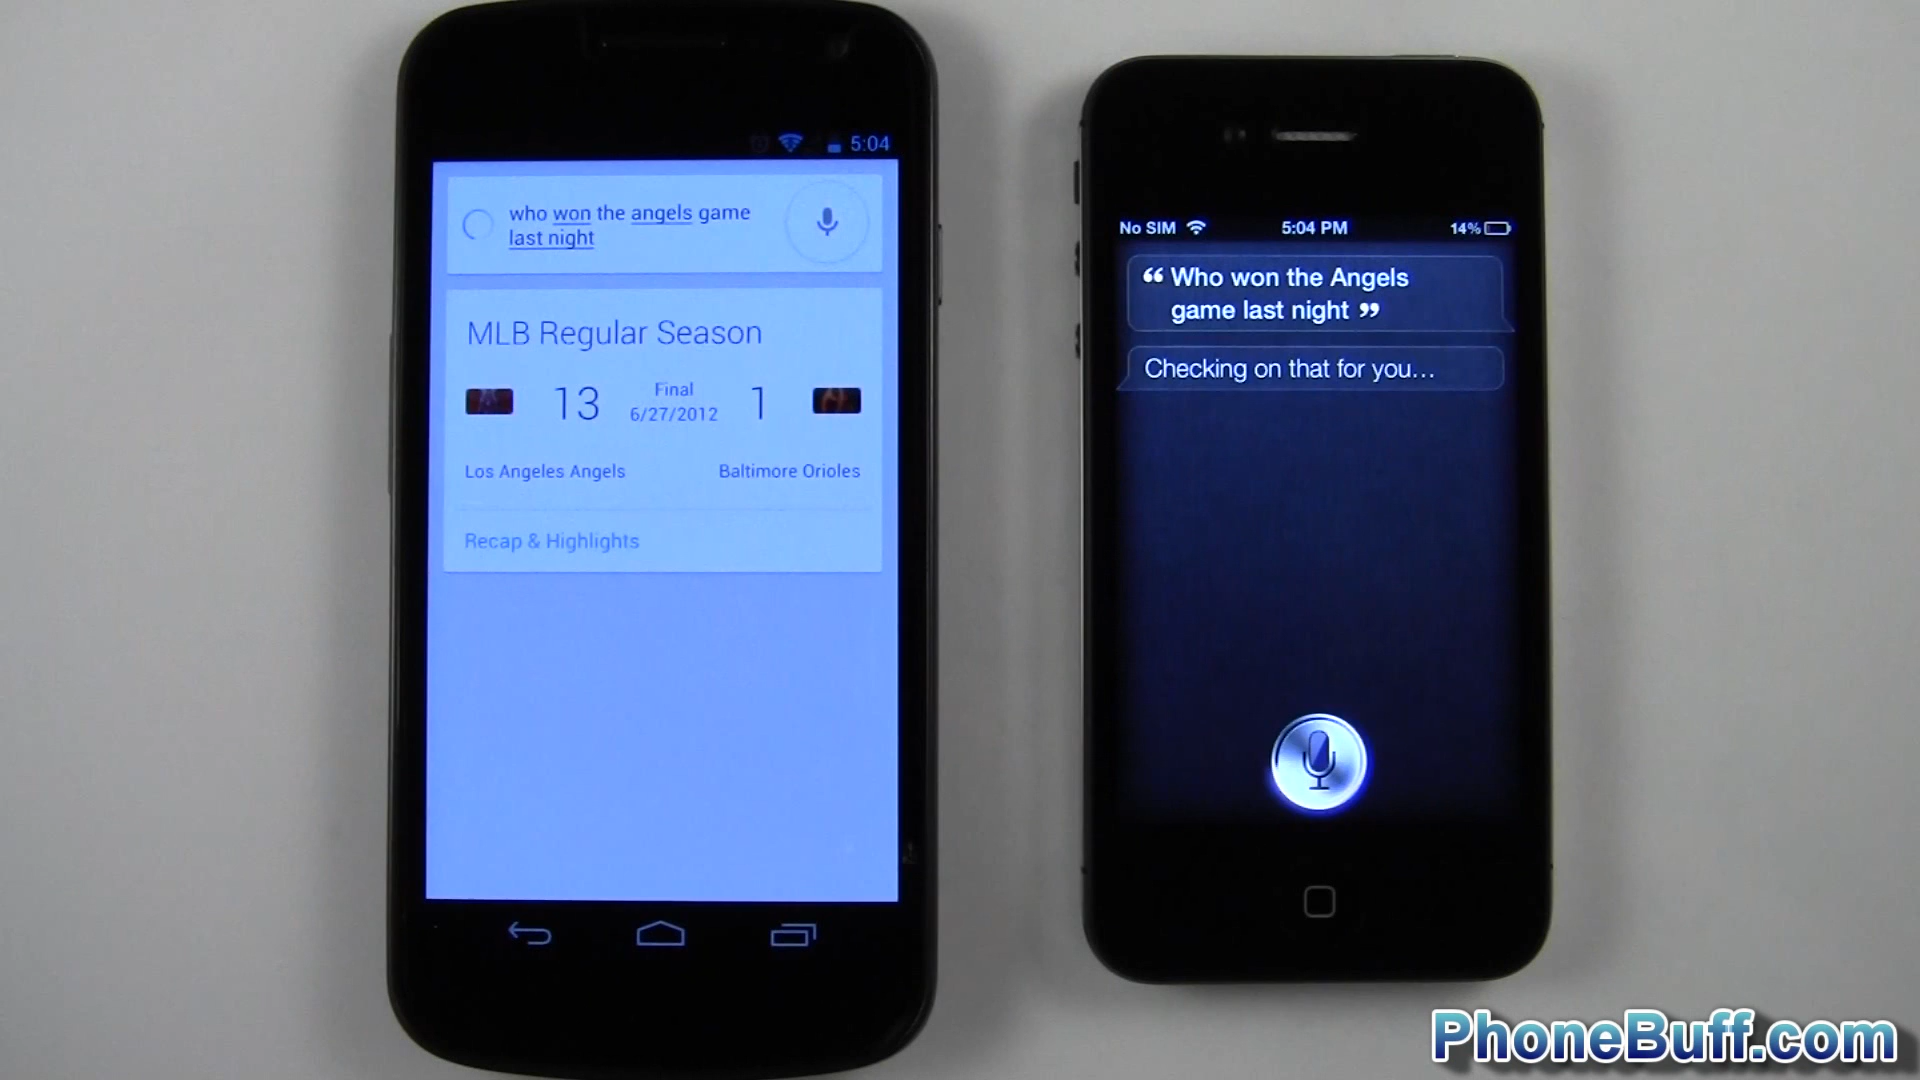 5:04
who won the angels game
last night
MLB Regular Season
13
Final
6/27/2012
1
Los Angeles Angels
Baltimore Orioles
Recap & Highlights
No SIM
5:04 PM
14%
“ Who won the Angels
game last night ”
Checking on that for you...
PhoneBuff.com